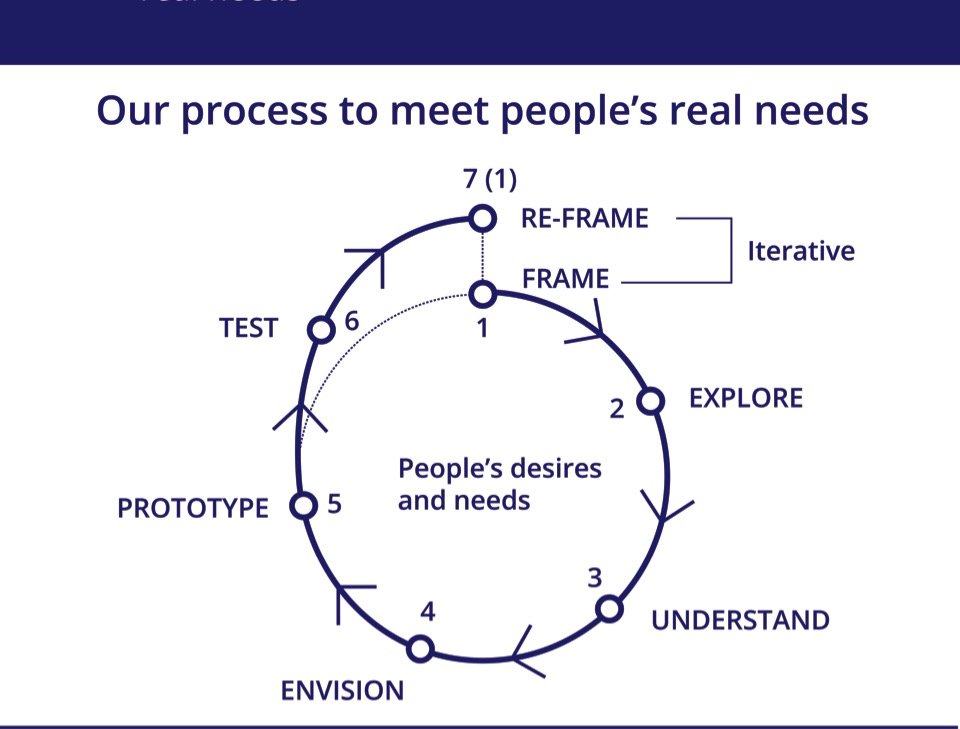 Our process to meet people's real needs
7 (1)
RE-FRAME
Iterative
FRAME
1
TEST
6
2
EXPLORE
People's desires
and needs
PROTOTYPE
5
3
UNDERSTAND
4
ENVISION